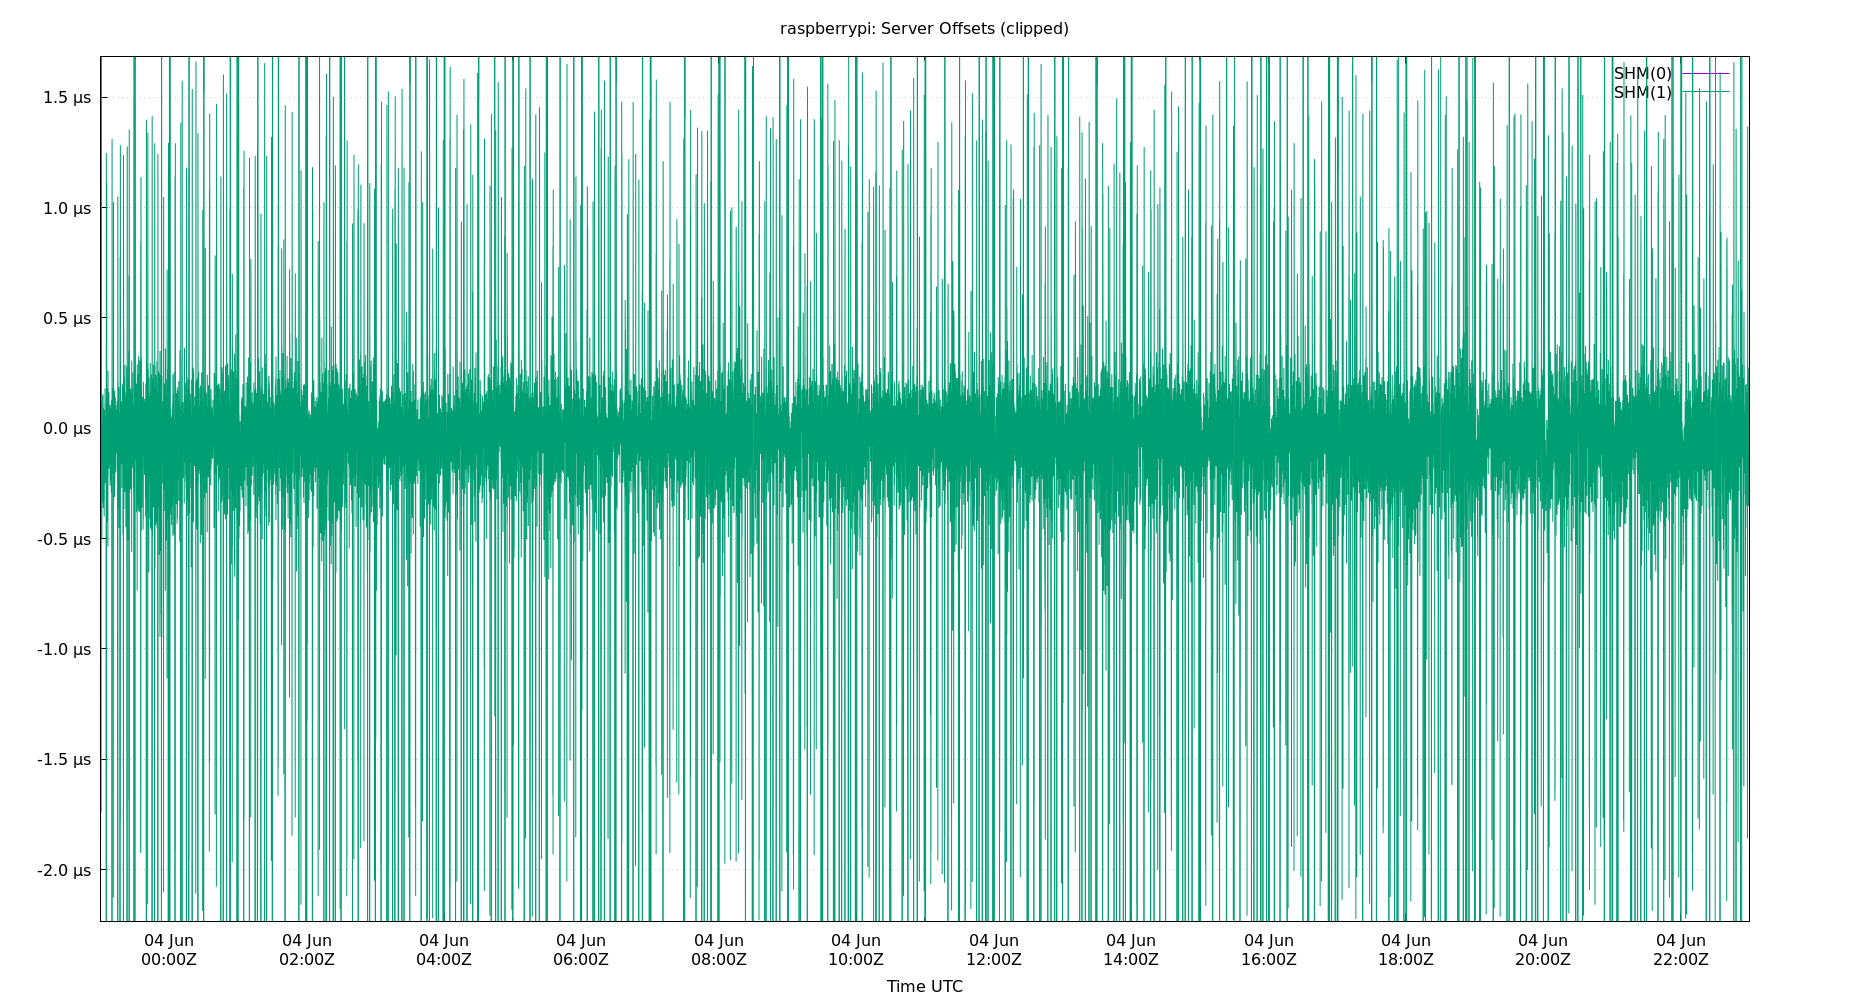 raspberrypi: Server Offsets (clipped)
SHM(0)
SHM(1)
1.5 µs
1.0 µs
0.5 µs
0.0 µs
-0.5 µs
-1.0 µs
-1.5 µs
-2.0 µs
04 Jun 04 Jun 04 Jun 04 Jun 04 Jun 04 Jun 04 Jun 04 Jun 04 Jun 04 Jun 04 Jun 04 Jun
00:00Z 02:00Z 04:00Z 06:00Z 08:00Z 10:00Z 12:00Z 14:00Z 16:00Z 18:00Z 20:00Z 22:00Z
Time UTC